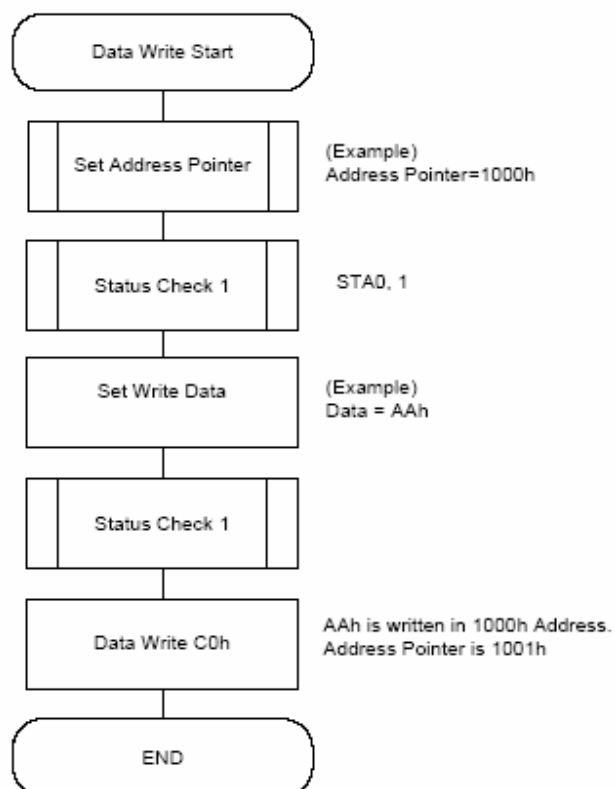 Data Write Start
Set Address Pointer
(Example)
Address Pointer=1000h
Status Check 1
STA0, 1
Set Write Data
(Example)
Data = AAh
Status Check 1
Data Write C0h
AAh is written in 1000h Address.
Address Pointer is 1001h
END